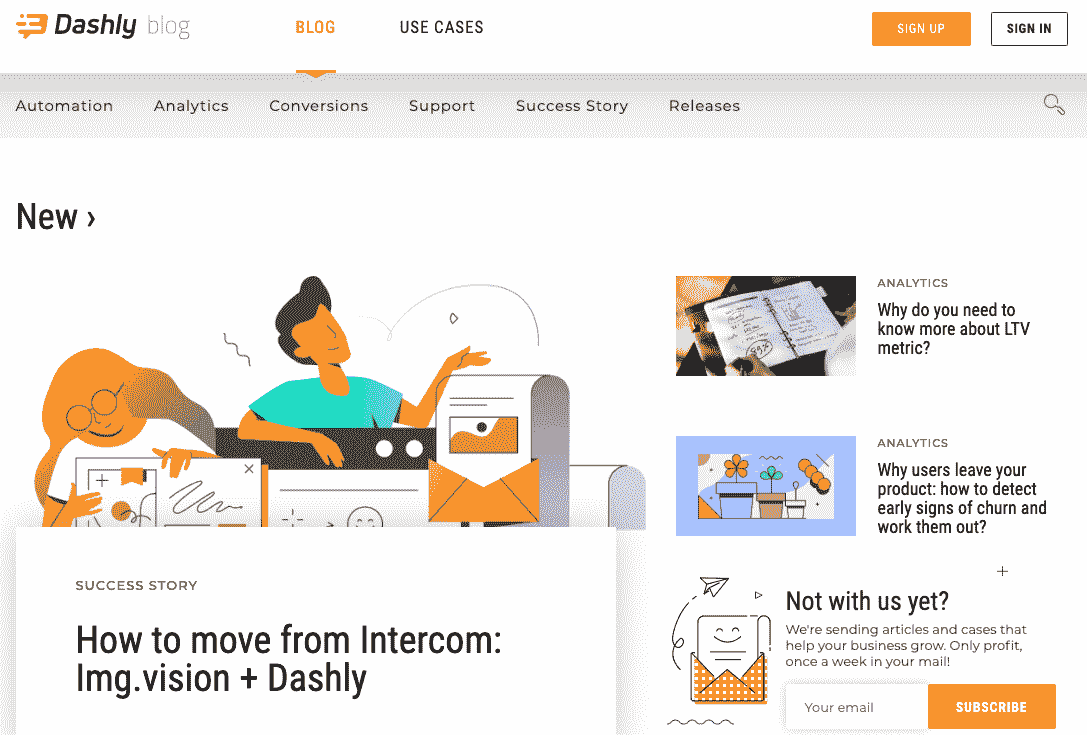 Dashly blog
BLOG
USE CASES
SIGN UP
SIGN IN
Automation
Analytics
Conversions
Support
Success Story
Releases
New ›
SUCCESS STORY
How to move from Intercom:
Img.vision + Dashly
ANALYTICS
Why do you need to
know more about LTV
metric?
ANALYTICS
Why users leave your
product: how to detect
early signs of churn and
work them out?
Not with us yet?
We're sending articles and cases that
help your business grow. Only profit,
once a week in your mail!
Your email
SUBSCRIBE